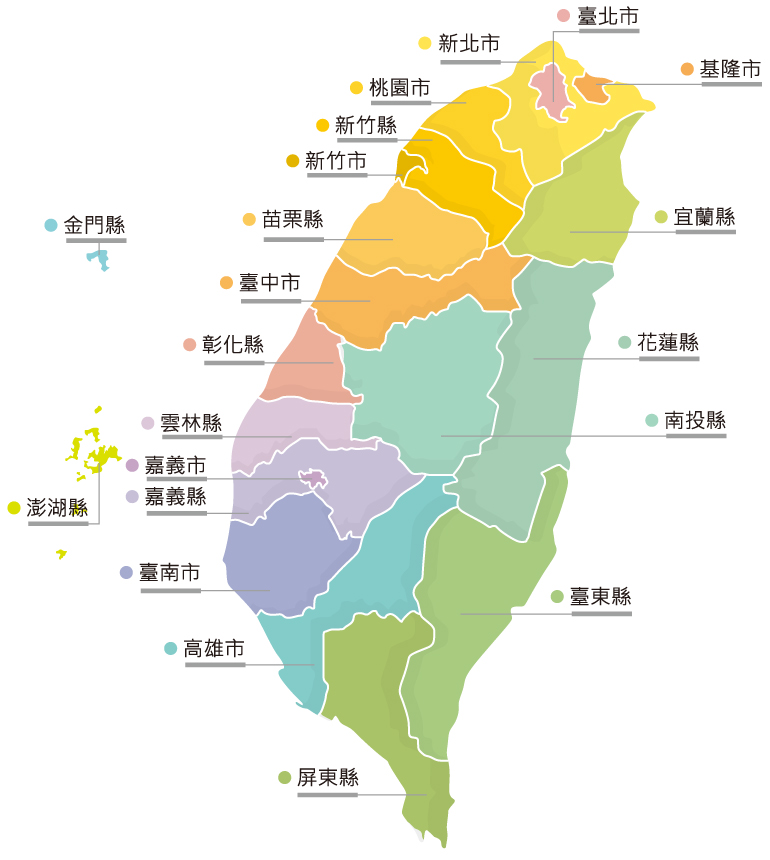 臺北市
新北市
基隆市
桃園市
新竹縣
新竹市
宜蘭縣
苗栗縣
金門縣
臺中市
花蓮縣
彰化縣
南投縣
雲林縣
嘉義市
嘉義縣
澎湖縣
臺南市
臺東縣
高雄市
屏東縣